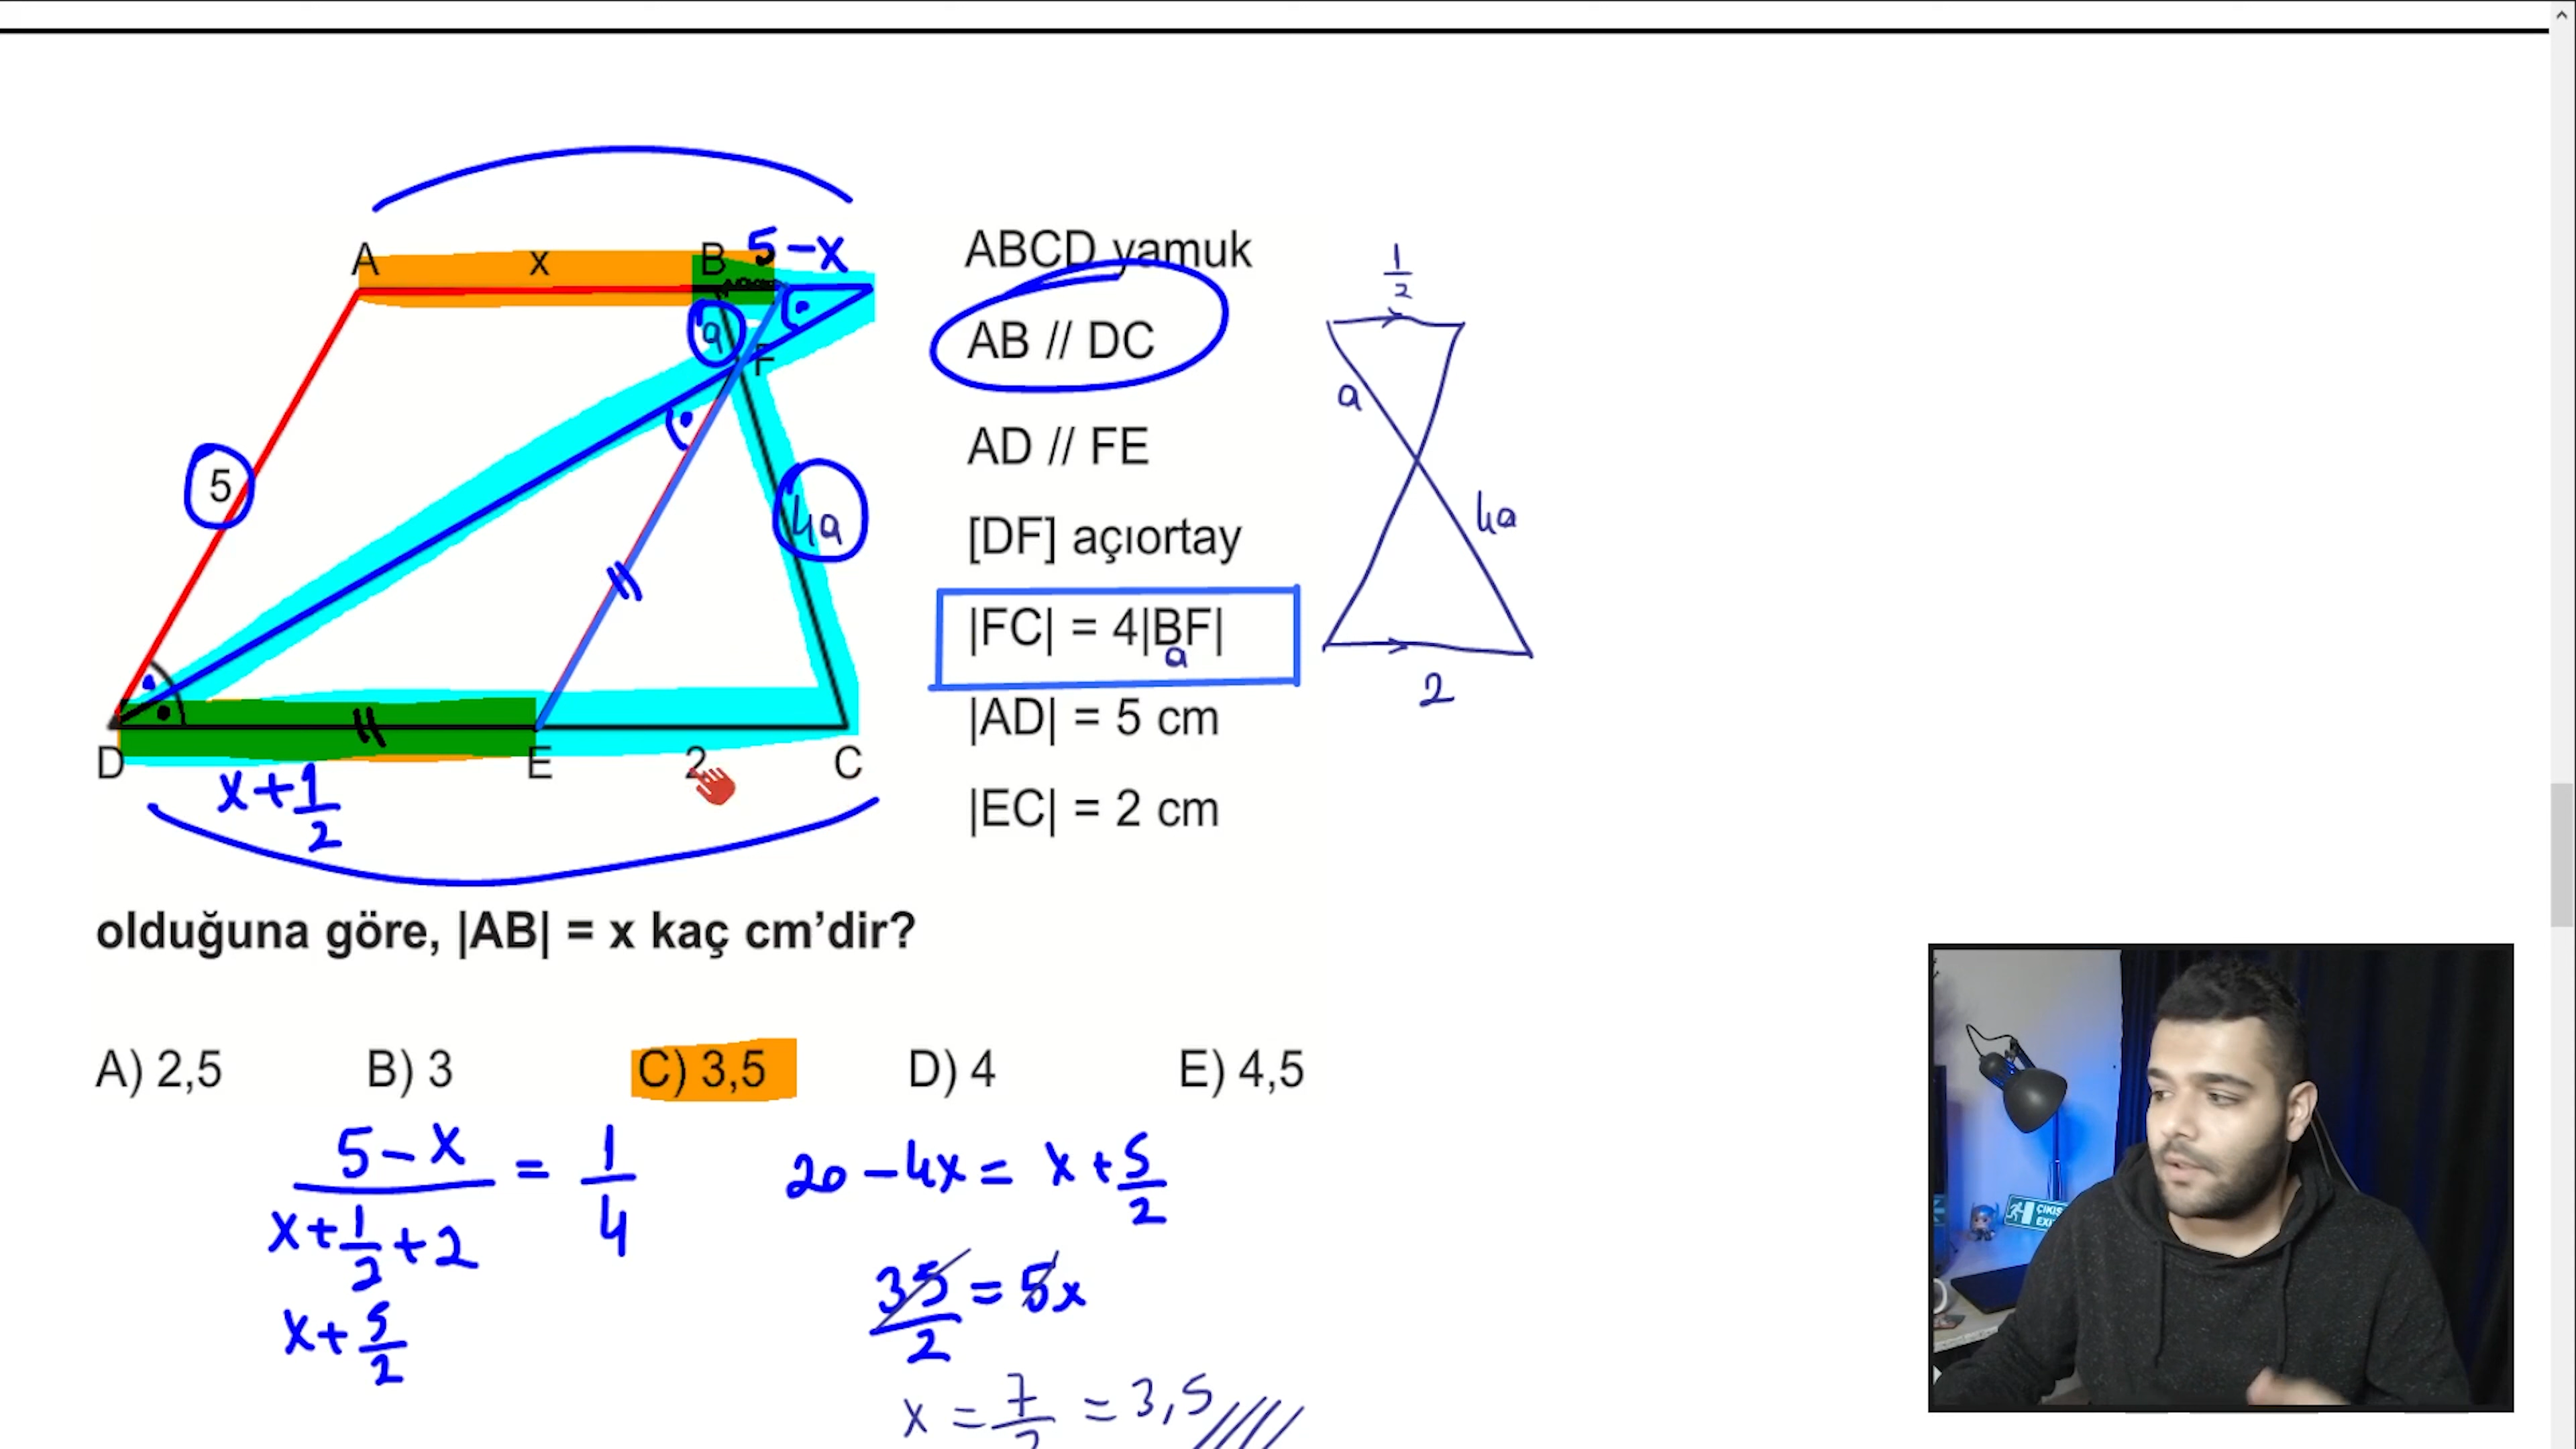 A x B 5-x
a
F
5
4a
D E 2 C
x+1/2
ABCD yamuk
AB // DC
AD // FE
[DF] açıortay
|FC| = 4|BF|
a
|AD| = 5 cm
|EC| = 2 cm
1/2
a
4a
2
olduğuna göre, |AB| = x kaç cm’dir?
A) 2,5 B) 3 C) 3,5 D) 4 E) 4,5
5-x / x+1/2+2 = 1/4
x+5/2
20-4x = x+5/2
35/2 = 5x
x = 7/2 = 3,5
ÇIKIŞ
EXIT